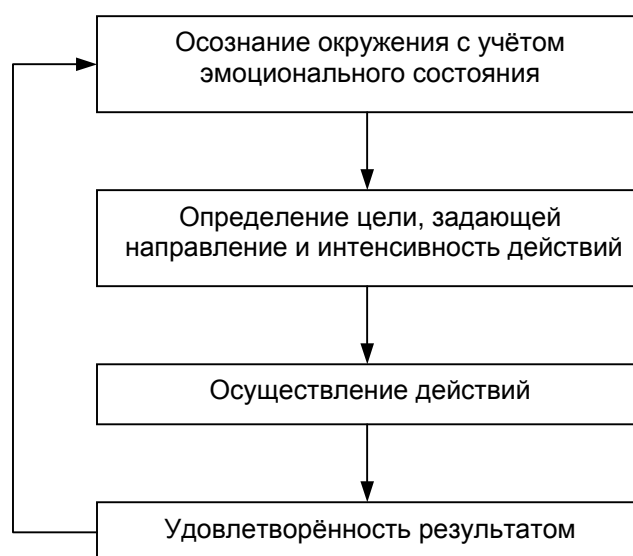 Осознание окружения с учётом
эмоционального состояния
Определение цели, задающей
направление и интенсивность действий
Осуществление действий
Удовлетворённость результатом